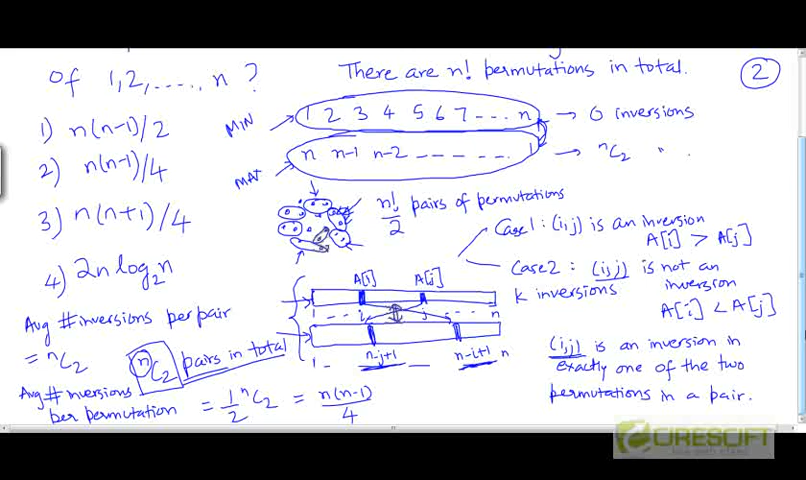 of 1,2,....., n ?
There are n! permutations in total.
2
1) n(n-1)/2
2) n(n-1)/4
3) n(n+1)/4
4) 2n log₂n
MIN
1 2 3 4 5 6 7 .... n → 0 inversions
MAX
n n-1 n-2 ---- .... 1 → ⁿC₂ "
n!/2 pairs of permutations
Case1 : (i,j) is an inversion
A[i] > A[j]
Case2 : (i,j) is not an inversion
A[i] < A[j]
k inversions
A[i] A[j]
1 - - - i - - j - - - n
1 - n-j+1 n-i+1 n
Avg #inversions per pair
= ⁿC₂ ⁿC₂ pairs in total
Avg # inversions
per permutation = 1/2 ⁿC₂ = n(n-1)/4
(i,j) is an inversion in
exactly one of the two
permutations in a pair.